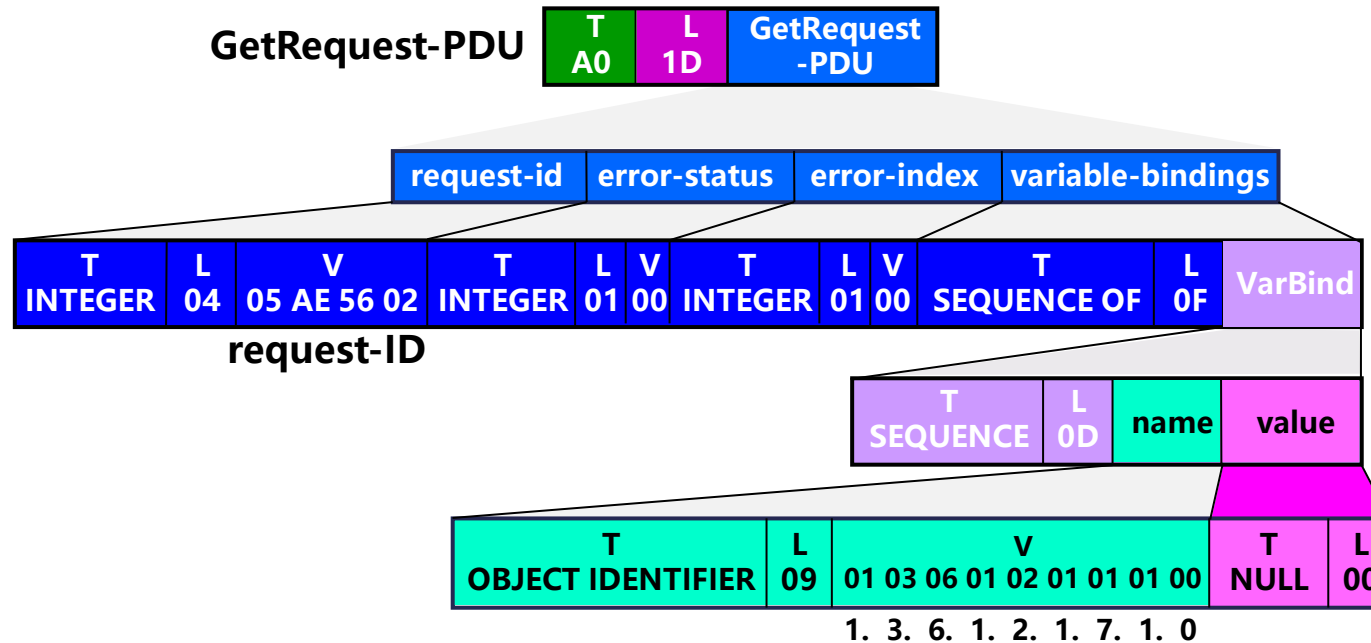 GetRequest-PDU
T L GetRequest
A0 1D -PDU
request-id error-status error-index variable-bindings
T L V T L V T L V T L VarBind
INTEGER 04 05 AE 56 02 INTEGER 01 00 INTEGER 01 00 SEQUENCE OF 0F
request-ID
T L name value
SEQUENCE 0D
T L V T L
OBJECT IDENTIFIER 09 01 03 06 01 02 01 01 01 00 NULL 00
1. 3. 6. 1. 2. 1. 7. 1. 0